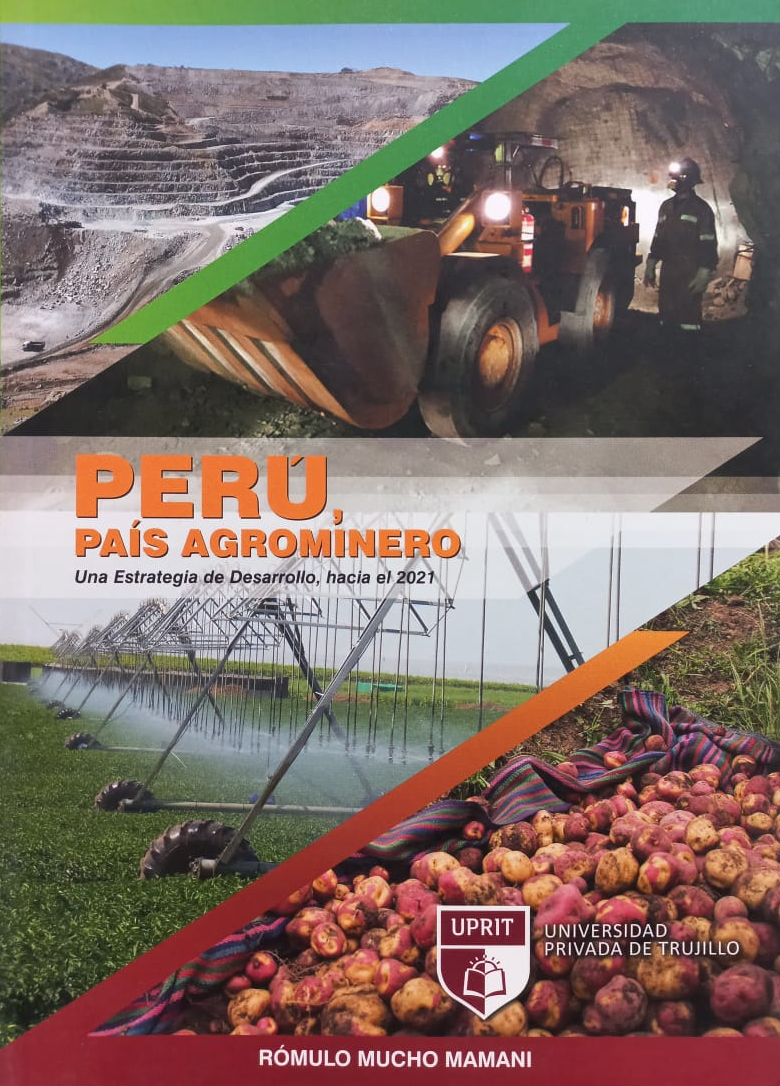 PERÚ,
PAÍS AGROMINERO
Una Estrategia de Desarrollo, hacia el 2021
UPRIT
UNIVERSIDAD
PRIVADA DE TRUJILLO
RÓMULO MUCHO MAMANI